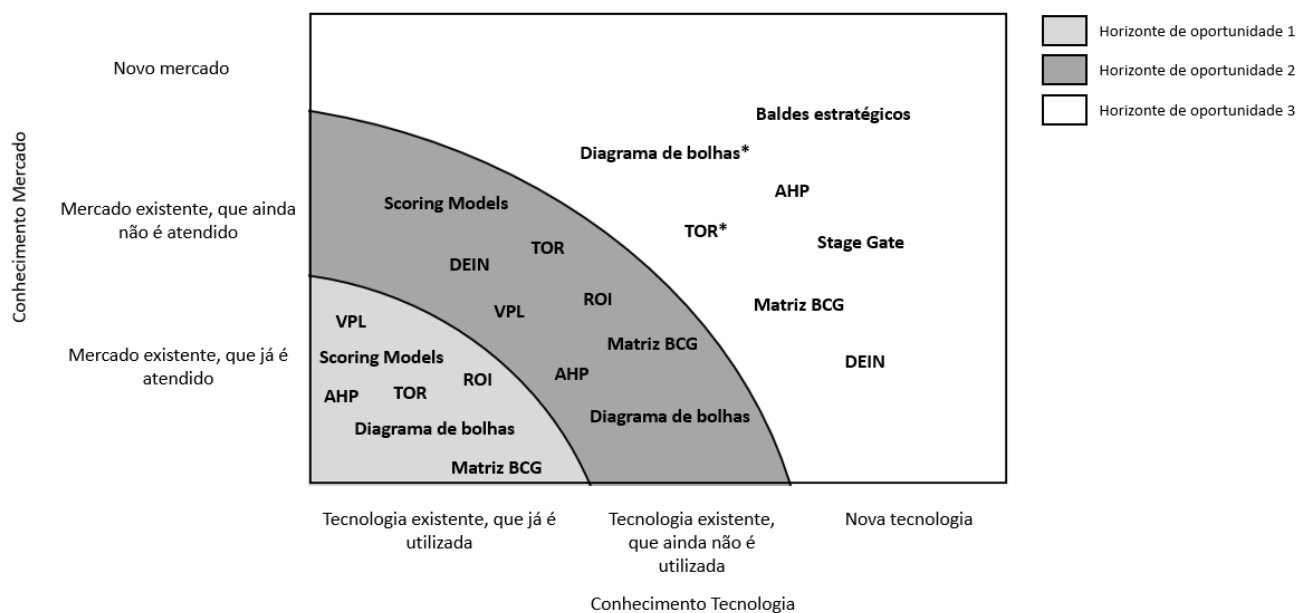 Conhecimento Mercado
Novo mercado
Mercado existente, que ainda
não é atendido
Mercado existente, que já é
atendido
Baldes estratégicos
Diagrama de bolhas*
AHP
TOR*
Stage Gate
Matriz BCG
DEIN
Scoring Models
TOR
DEIN
ROI
VPL
Matriz BCG
AHP
Diagrama de bolhas
VPL
Scoring Models
ROI
AHP
TOR
Diagrama de bolhas
Matriz BCG
Tecnologia existente, que já é
utilizada
Tecnologia existente,
que ainda não é
utilizada
Nova tecnologia
Conhecimento Tecnologia
Horizonte de oportunidade 1
Horizonte de oportunidade 2
Horizonte de oportunidade 3